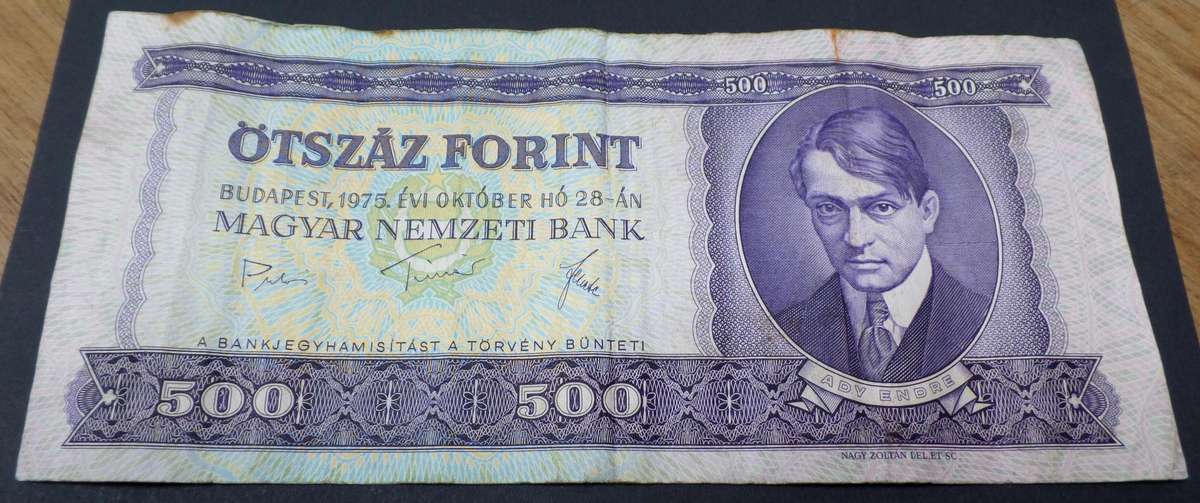 500 500
ÖTSZÁZ FORINT
BUDAPEST, 1975. ÉVI OKTÓBER HÓ 28-ÁN
MAGYAR NEMZETI BANK
A BANKJEGYHAMISÍTÁST A TÖRVÉNY BÜNTETI
500 500
ADY ENDRE
NAGY ZOLTÁN DEL.ET SC.